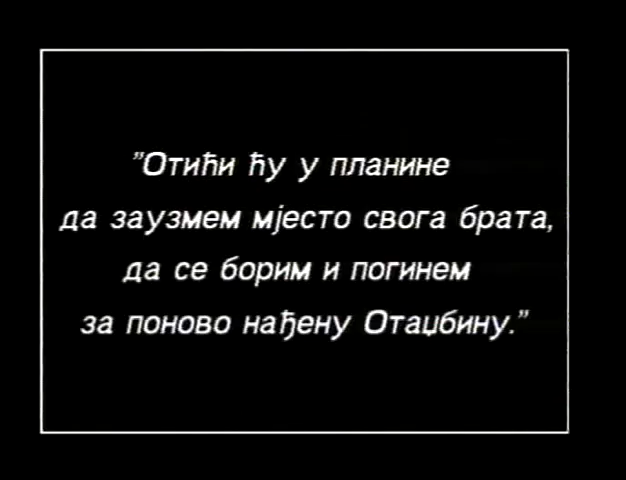 "Отићи ћу у планине
да заузмем мјесто свога брата,
да се борим и погинем
за поново нађену Отаџбину."